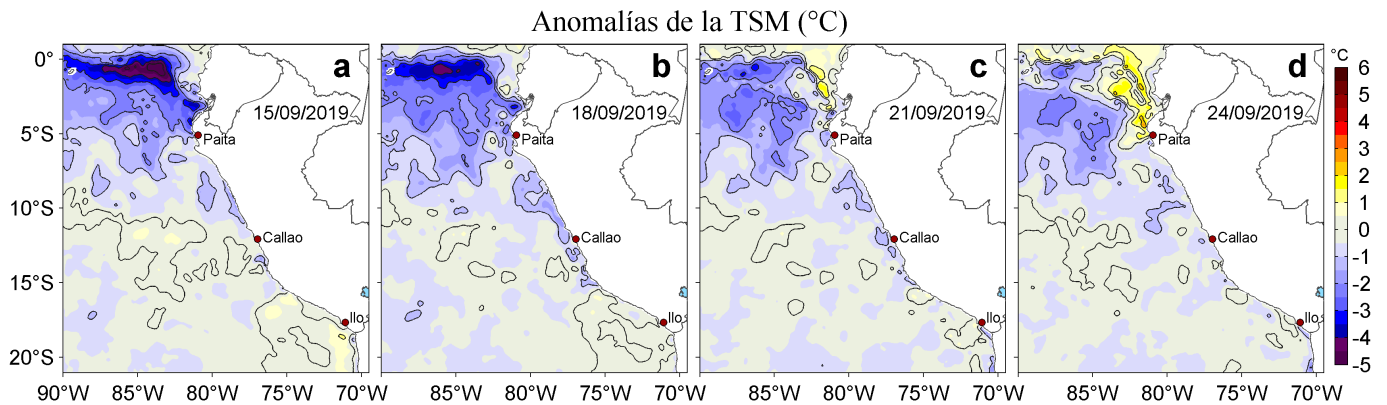 Anomalías de la TSM (°C)
a
b
c
d
15/09/2019
18/09/2019
21/09/2019
24/09/2019
Paita
Paita
Paita
Paita
Callao
Callao
Callao
Callao
Ilo
Ilo
Ilo
Ilo
0°
5°S
10°S
15°S
20°S
90°W 85°W 80°W 75°W 70°W
85°W 80°W 75°W 70°W
85°W 80°W 75°W 70°W
85°W 80°W 75°W 70°W
°C
6
5
4
3
2
1
0
-1
-2
-3
-4
-5